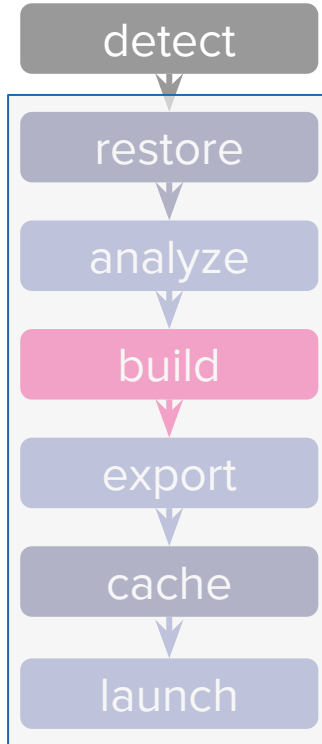 detect
restore
analyze
build
export
cache
launch